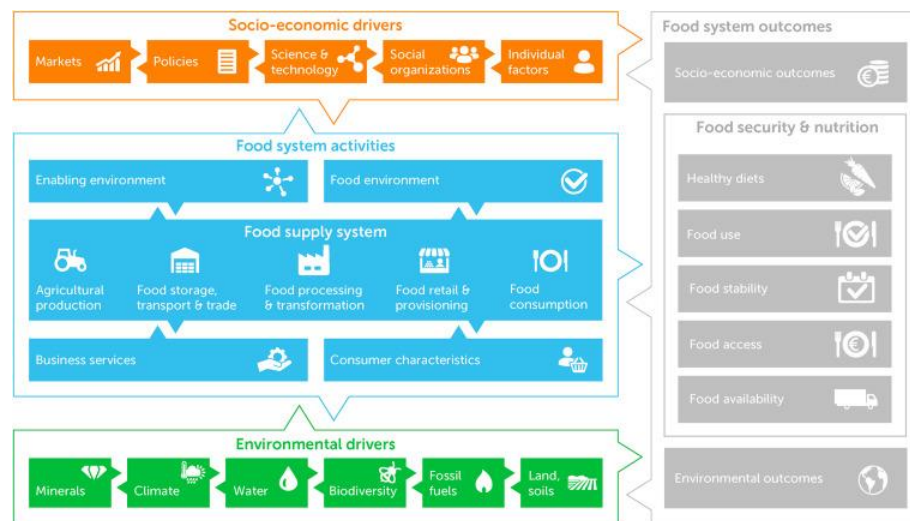 Socio-economic drivers
Markets
Policies
Science &
technology
Social
organizations
Individual
factors
Food system activities
Enabling environment
Food environment
Food supply system
Agricultural
production
Food storage,
transport & trade
Food processing
& transformation
Food retail &
provisioning
Food
consumption
Business services
Consumer characteristics
Environmental drivers
Minerals
Climate
Water
Biodiversity
Fossil
fuels
Land,
soils
Food system outcomes
Socio-economic outcomes
€
Food security & nutrition
Healthy diets
Food use
Food stability
Food access
€
Food availability
Environmental outcomes